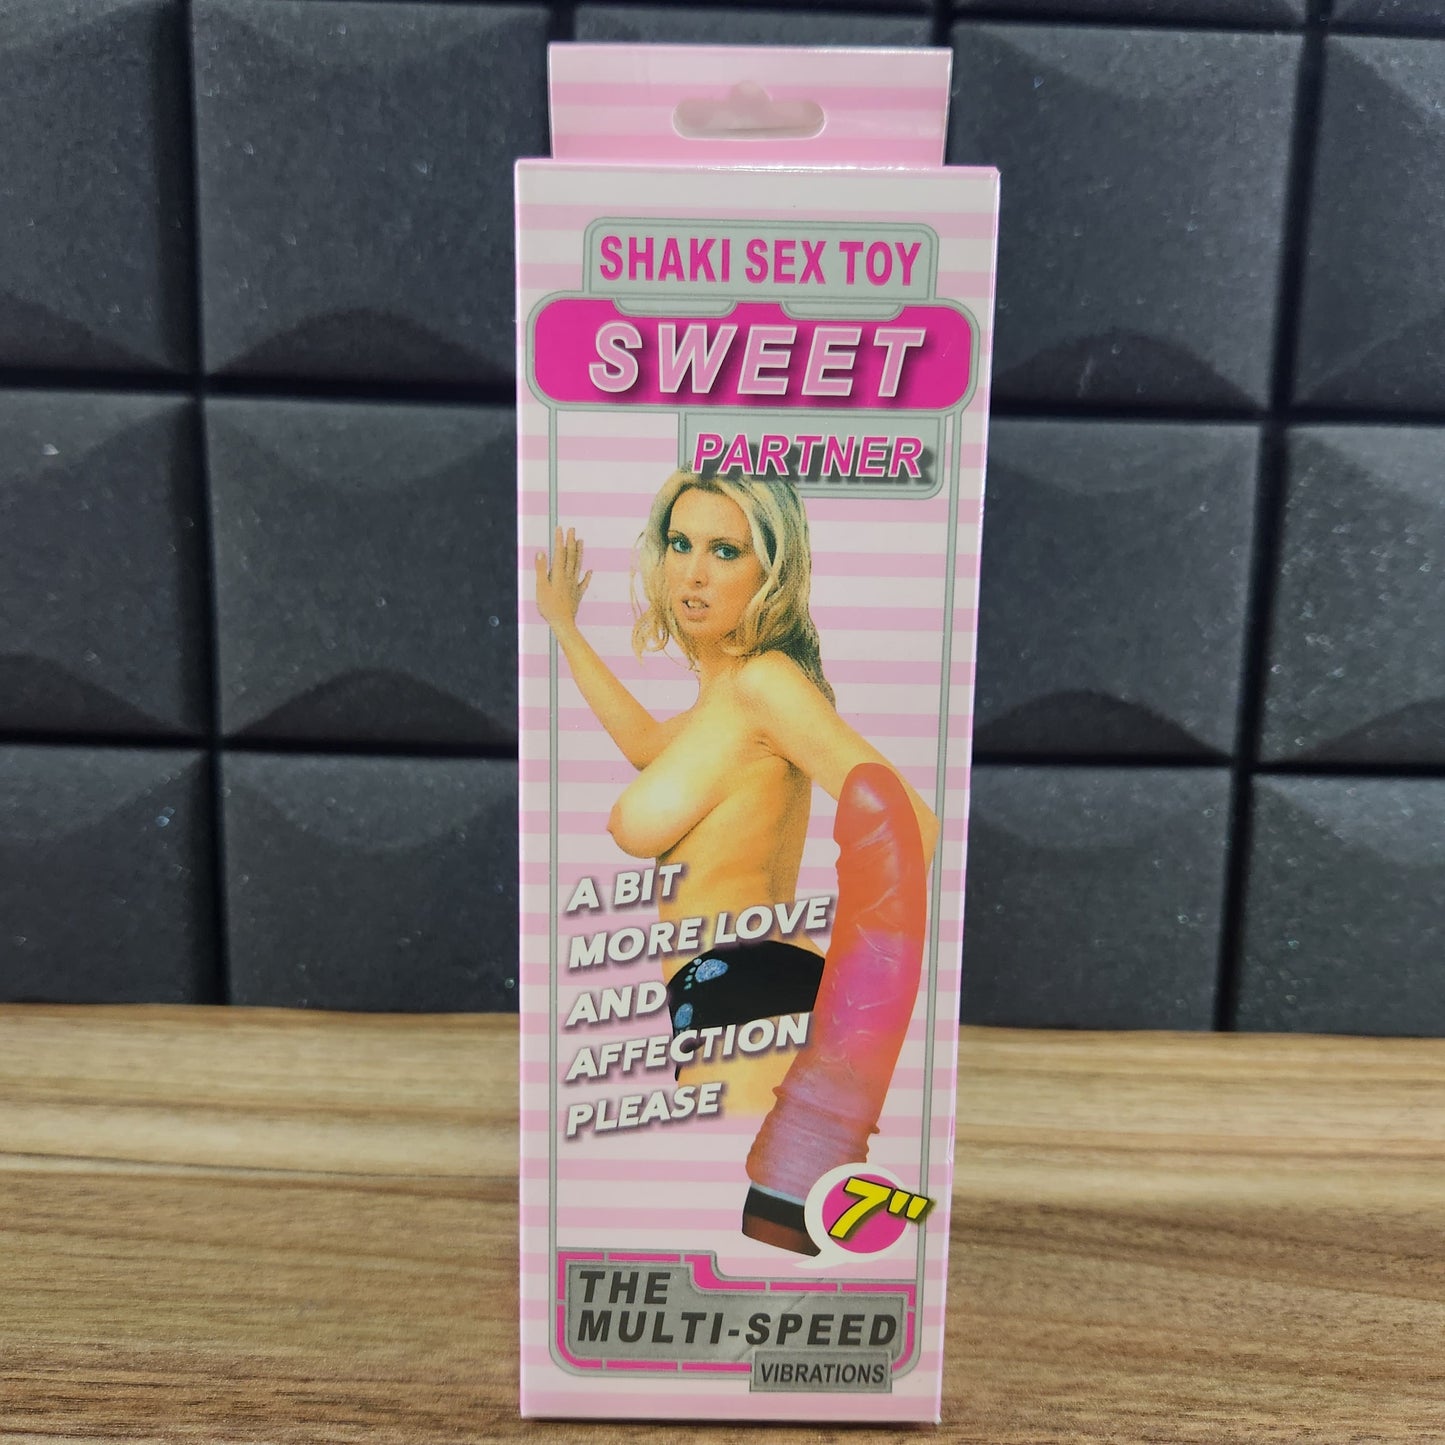 SHAKI SEX TOY
SWEET
PARTNER
A BIT
MORE LOVE
AND
AFFECTION
PLEASE
7"
THE
MULTI-SPEED
VIBRATIONS